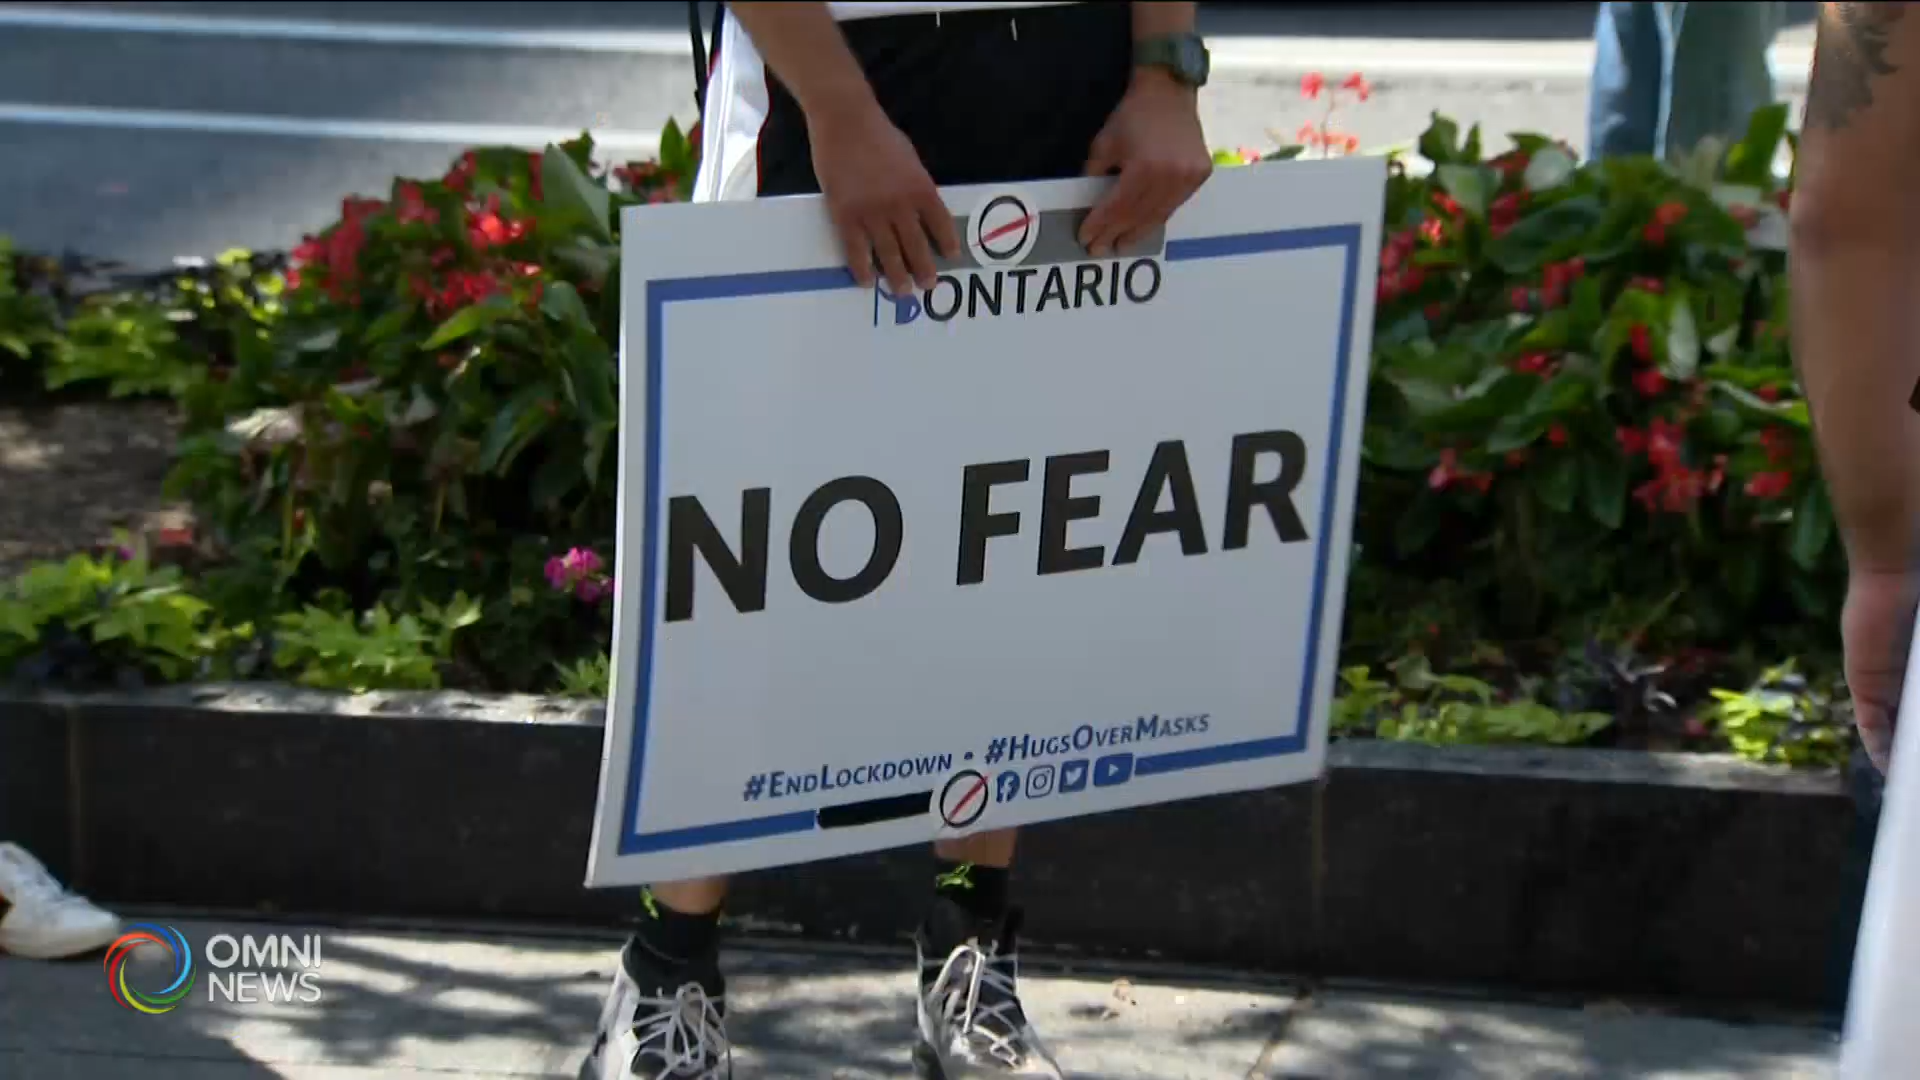 ONTARIO
NO FEAR
#EndLockdown • #HugsOverMasks
OMNI
NEWS